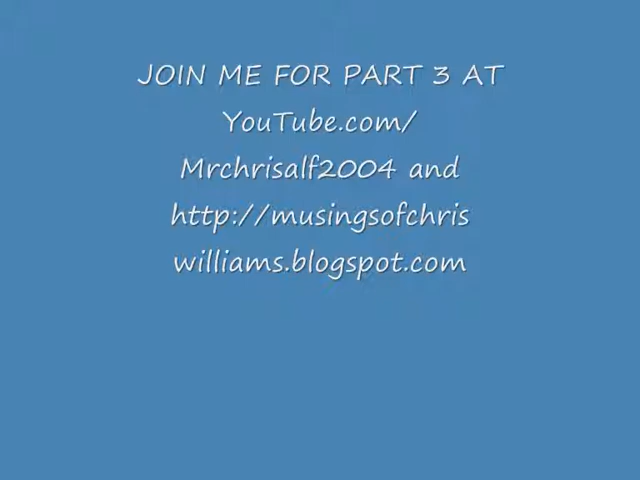 JOIN ME FOR PART 3 AT
YouTube.com/
Mrchrisalf2004 and
http://musingsofchris
williams.blogspot.com